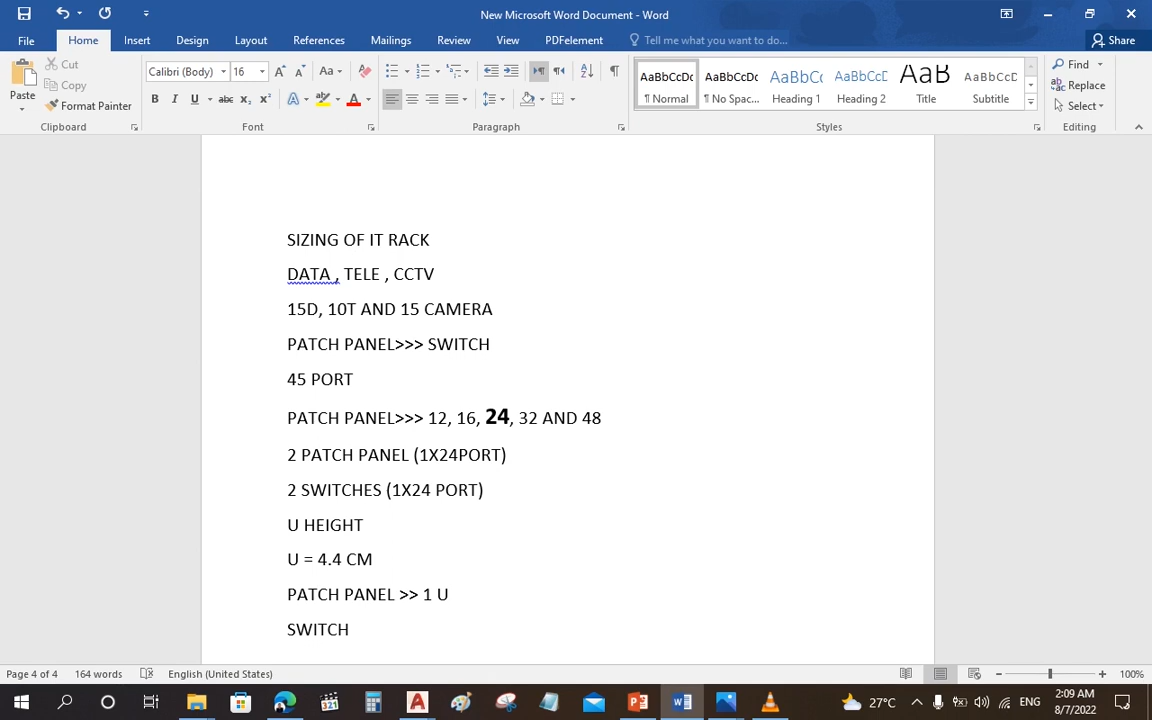 New Microsoft Word Document - Word
File Home Insert Design Layout References Mailings Review View PDFelement Tell me what you want to do... Share
Paste
Cut
Copy
Format Painter
Clipboard
Calibri (Body) 16 Aa
B I U abc x₂ x² A A
Font
Paragraph
AaBbCcDc AaBbCcDc AaBbCc AaBbCcD AaB AaBbCcD
¶ Normal ¶ No Spac... Heading 1 Heading 2 Title Subtitle
Styles
Find
Replace
Select
Editing
SIZING OF IT RACK
DATA , TELE , CCTV
15D, 10T AND 15 CAMERA
PATCH PANEL>>> SWITCH
45 PORT
PATCH PANEL>>> 12, 16, 24, 32 AND 48
2 PATCH PANEL (1X24PORT)
2 SWITCHES (1X24 PORT)
U HEIGHT
U = 4.4 CM
PATCH PANEL >> 1 U
SWITCH
Page 4 of 4 164 words English (United States) 100%
27°C ENG 2:09 AM
8/7/2022